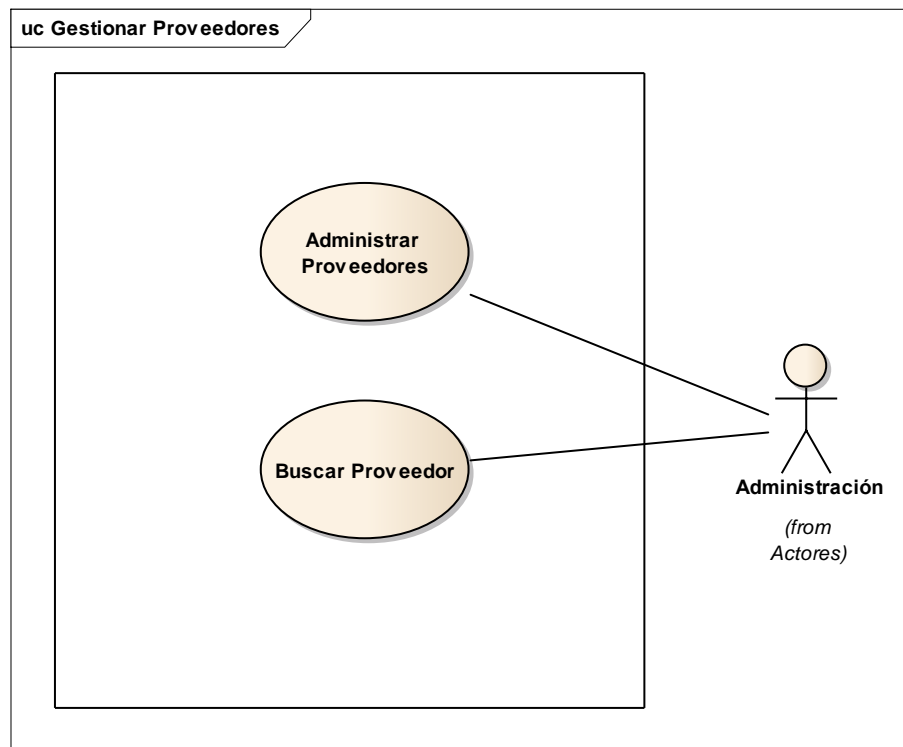 uc Gestionar Proveedores
Administrar
Proveedores
Buscar Proveedor
Administración
(from
Actores)